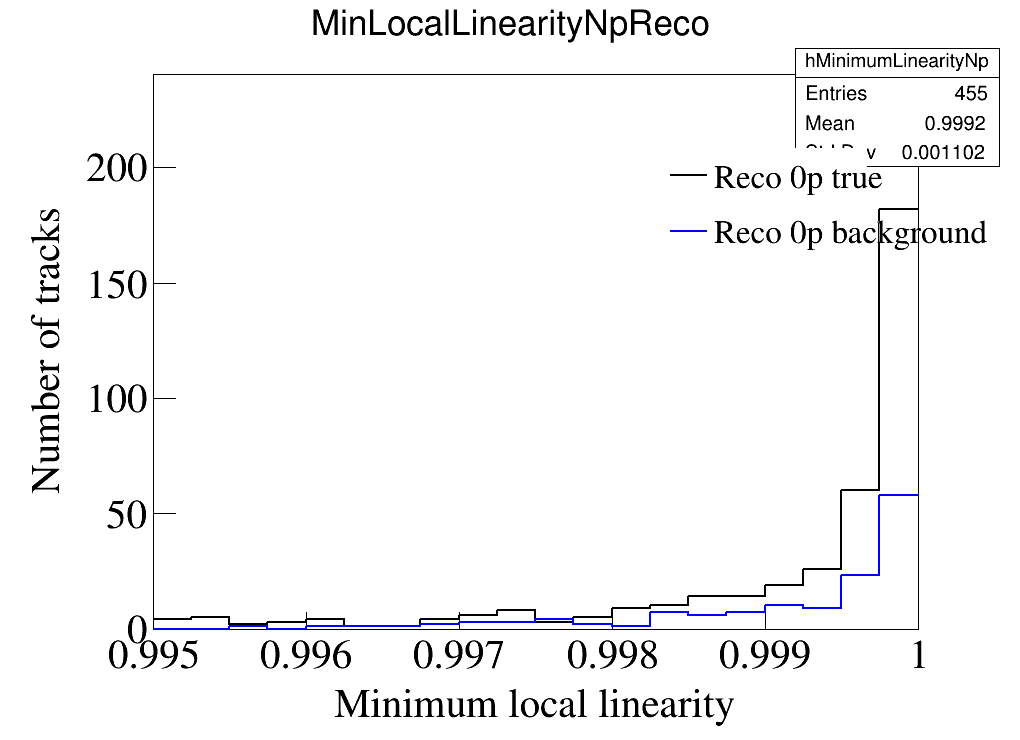 MinLocalLinearityNpReco
hMinimumLinearityNp
Entries 455
Mean 0.9992
0.001102
Reco 0p true
Reco 0p background
Number of tracks
200
150
100
50
0
0.995 0.996 0.997 0.998 0.999 1
Minimum local linearity